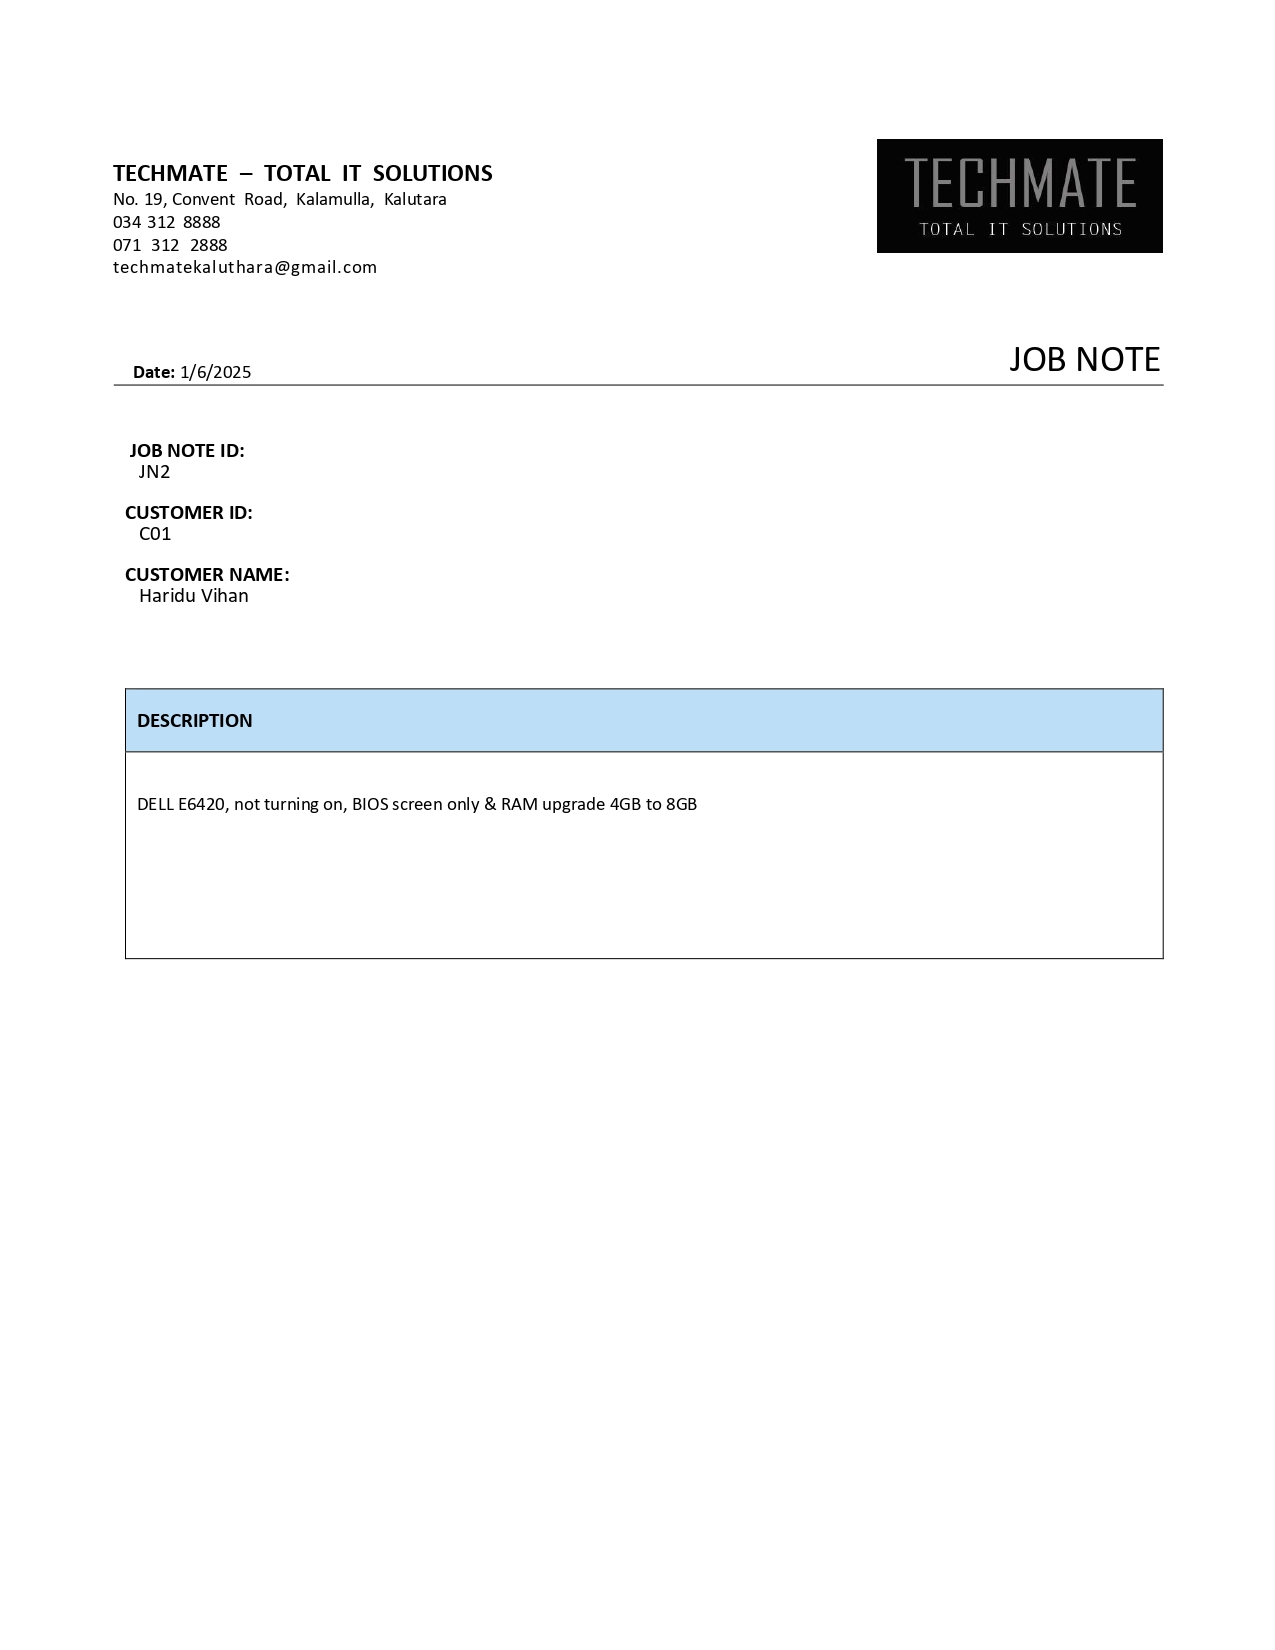 TECHMATE – TOTAL IT SOLUTIONS
No. 19, Convent Road, Kalamulla, Kalutara
034 312 8888
071 312 2888
techmatekaluthara@gmail.com
TECHMATE
TOTAL IT SOLUTIONS
JOB NOTE
Date: 1/6/2025
JOB NOTE ID:
JN2
CUSTOMER ID:
C01
CUSTOMER NAME:
Haridu Vihan
DESCRIPTION
DELL E6420, not turning on, BIOS screen only & RAM upgrade 4GB to 8GB